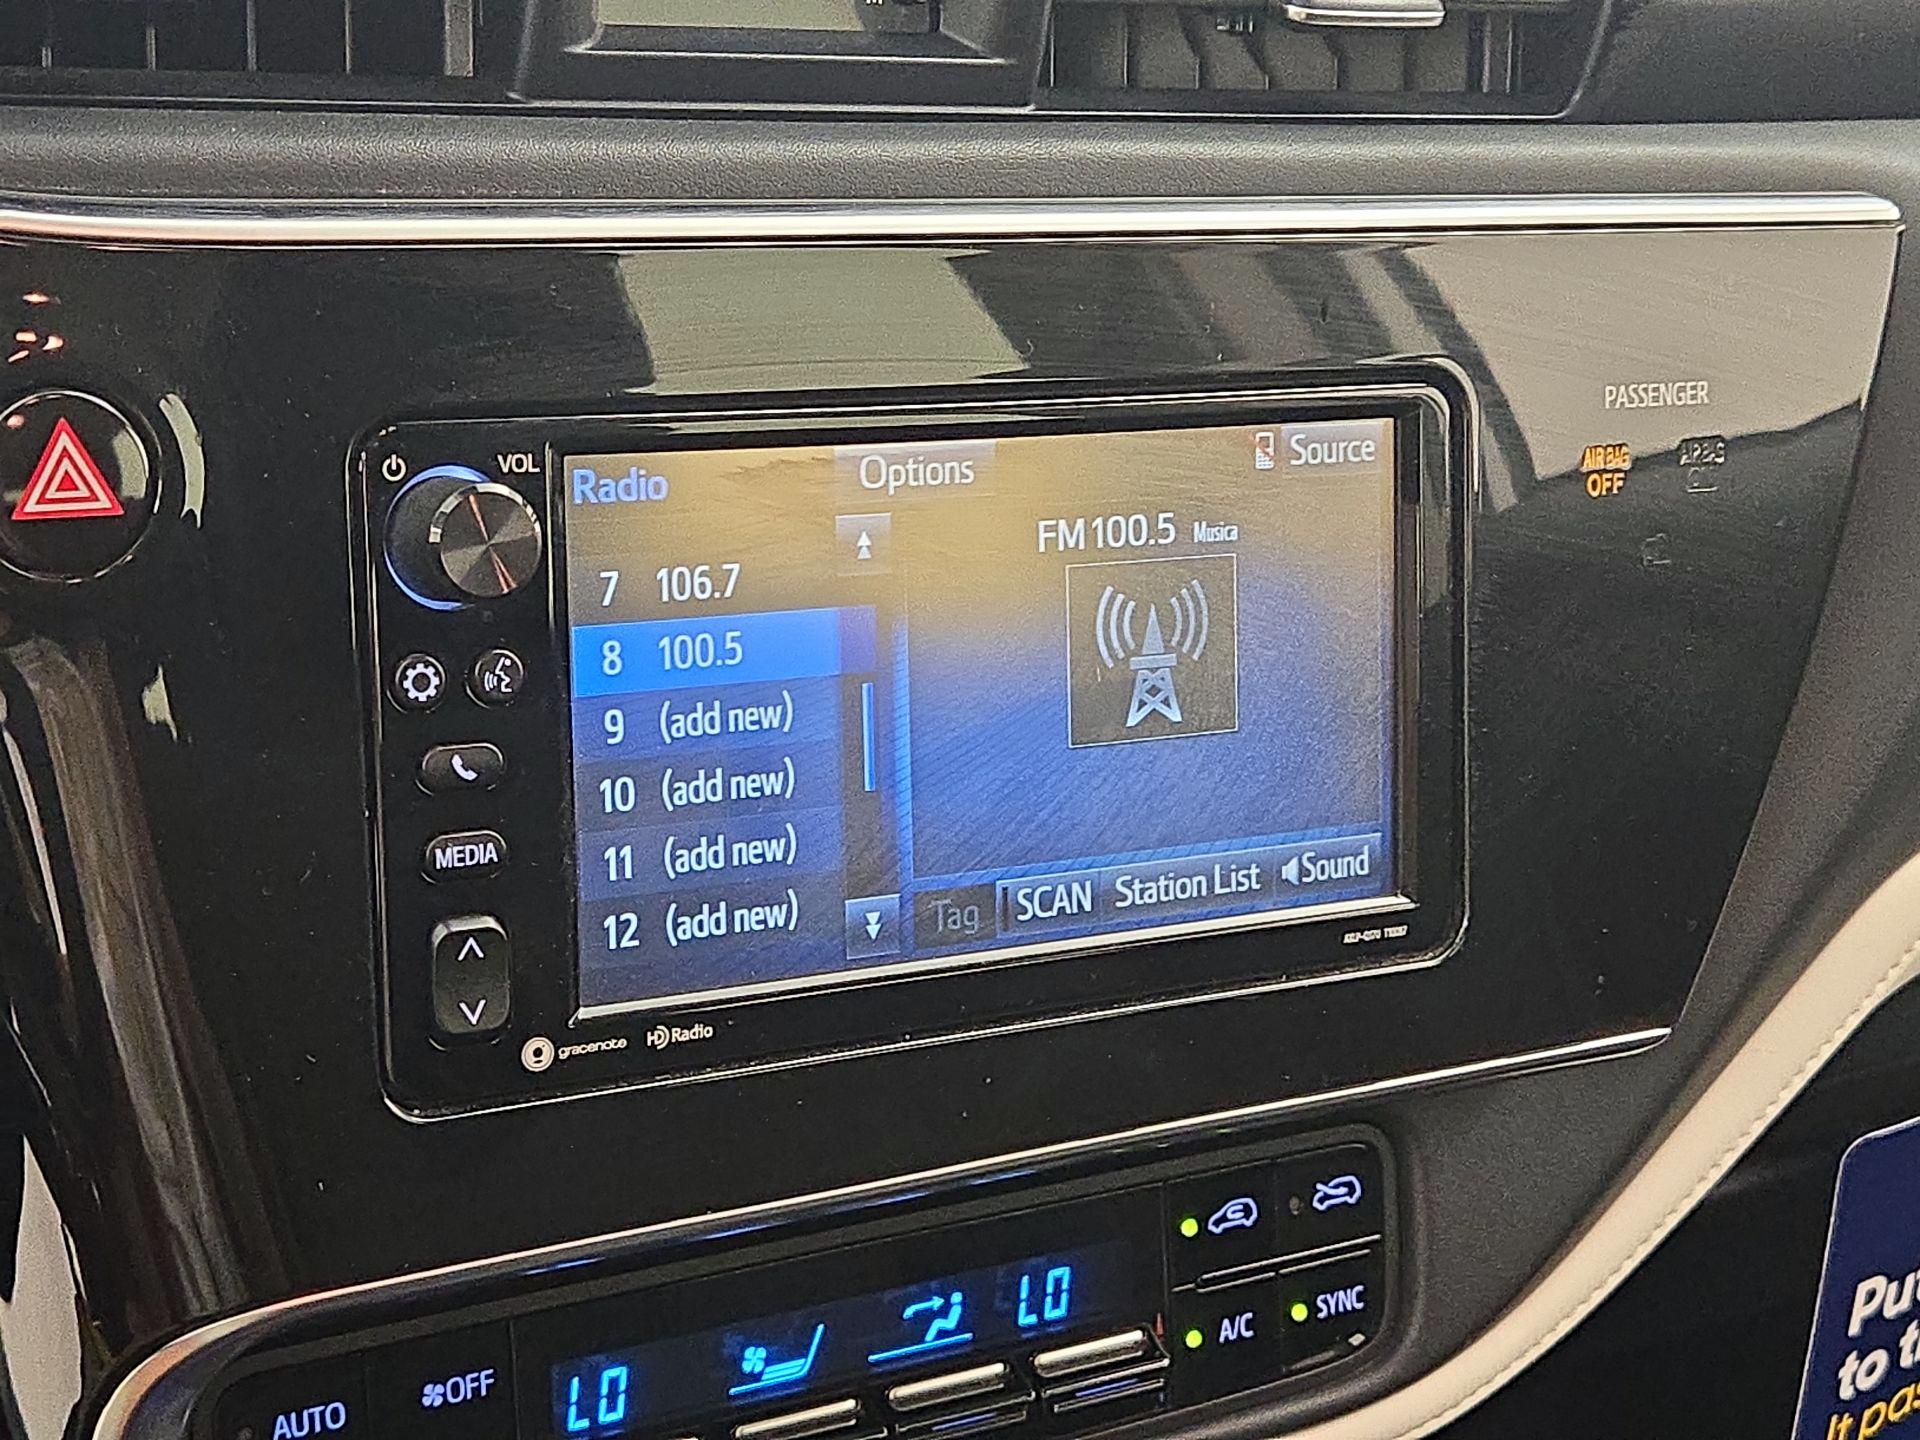 PASSENGER
AIR BAG
OFF
VOL
Radio
Options
Source
FM 100.5 Musica
7 106.7
8 100.5
9 (add new)
10 (add new)
11 (add new)
12 (add new)
MEDIA
Tag
SCAN
Station List
Sound
gracenote
HD Radio
LO
LO
A/C
SYNC
AUTO
OFF
to
It